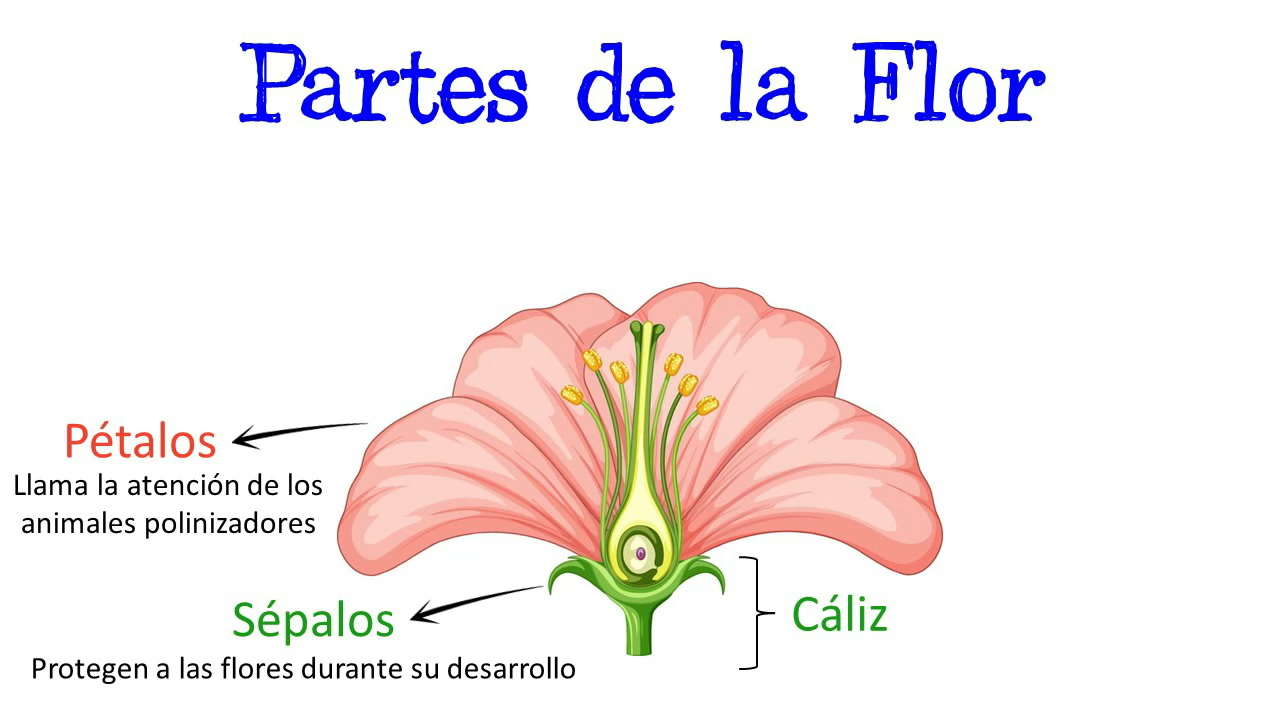 Partes de la Flor
Pétalos
Llama la atención de los
animales polinizadores
Sépalos
Protegen a las flores durante su desarrollo
Cáliz